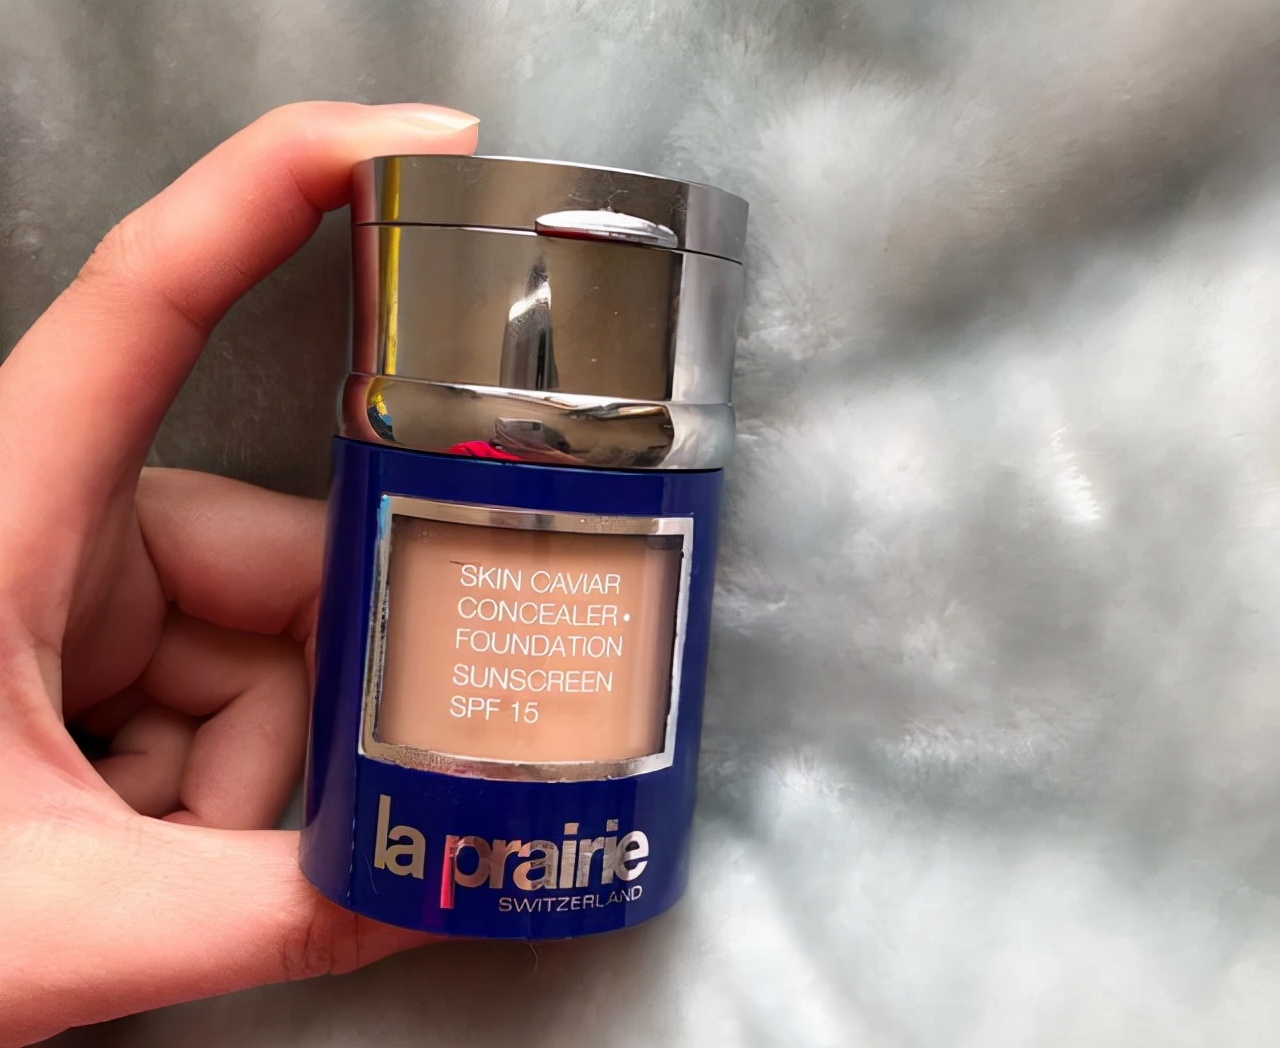 SKIN CAVIAR
CONCEALER•
FOUNDATION
SUNSCREEN
SPF 15
la prairie
SWITZERLAND